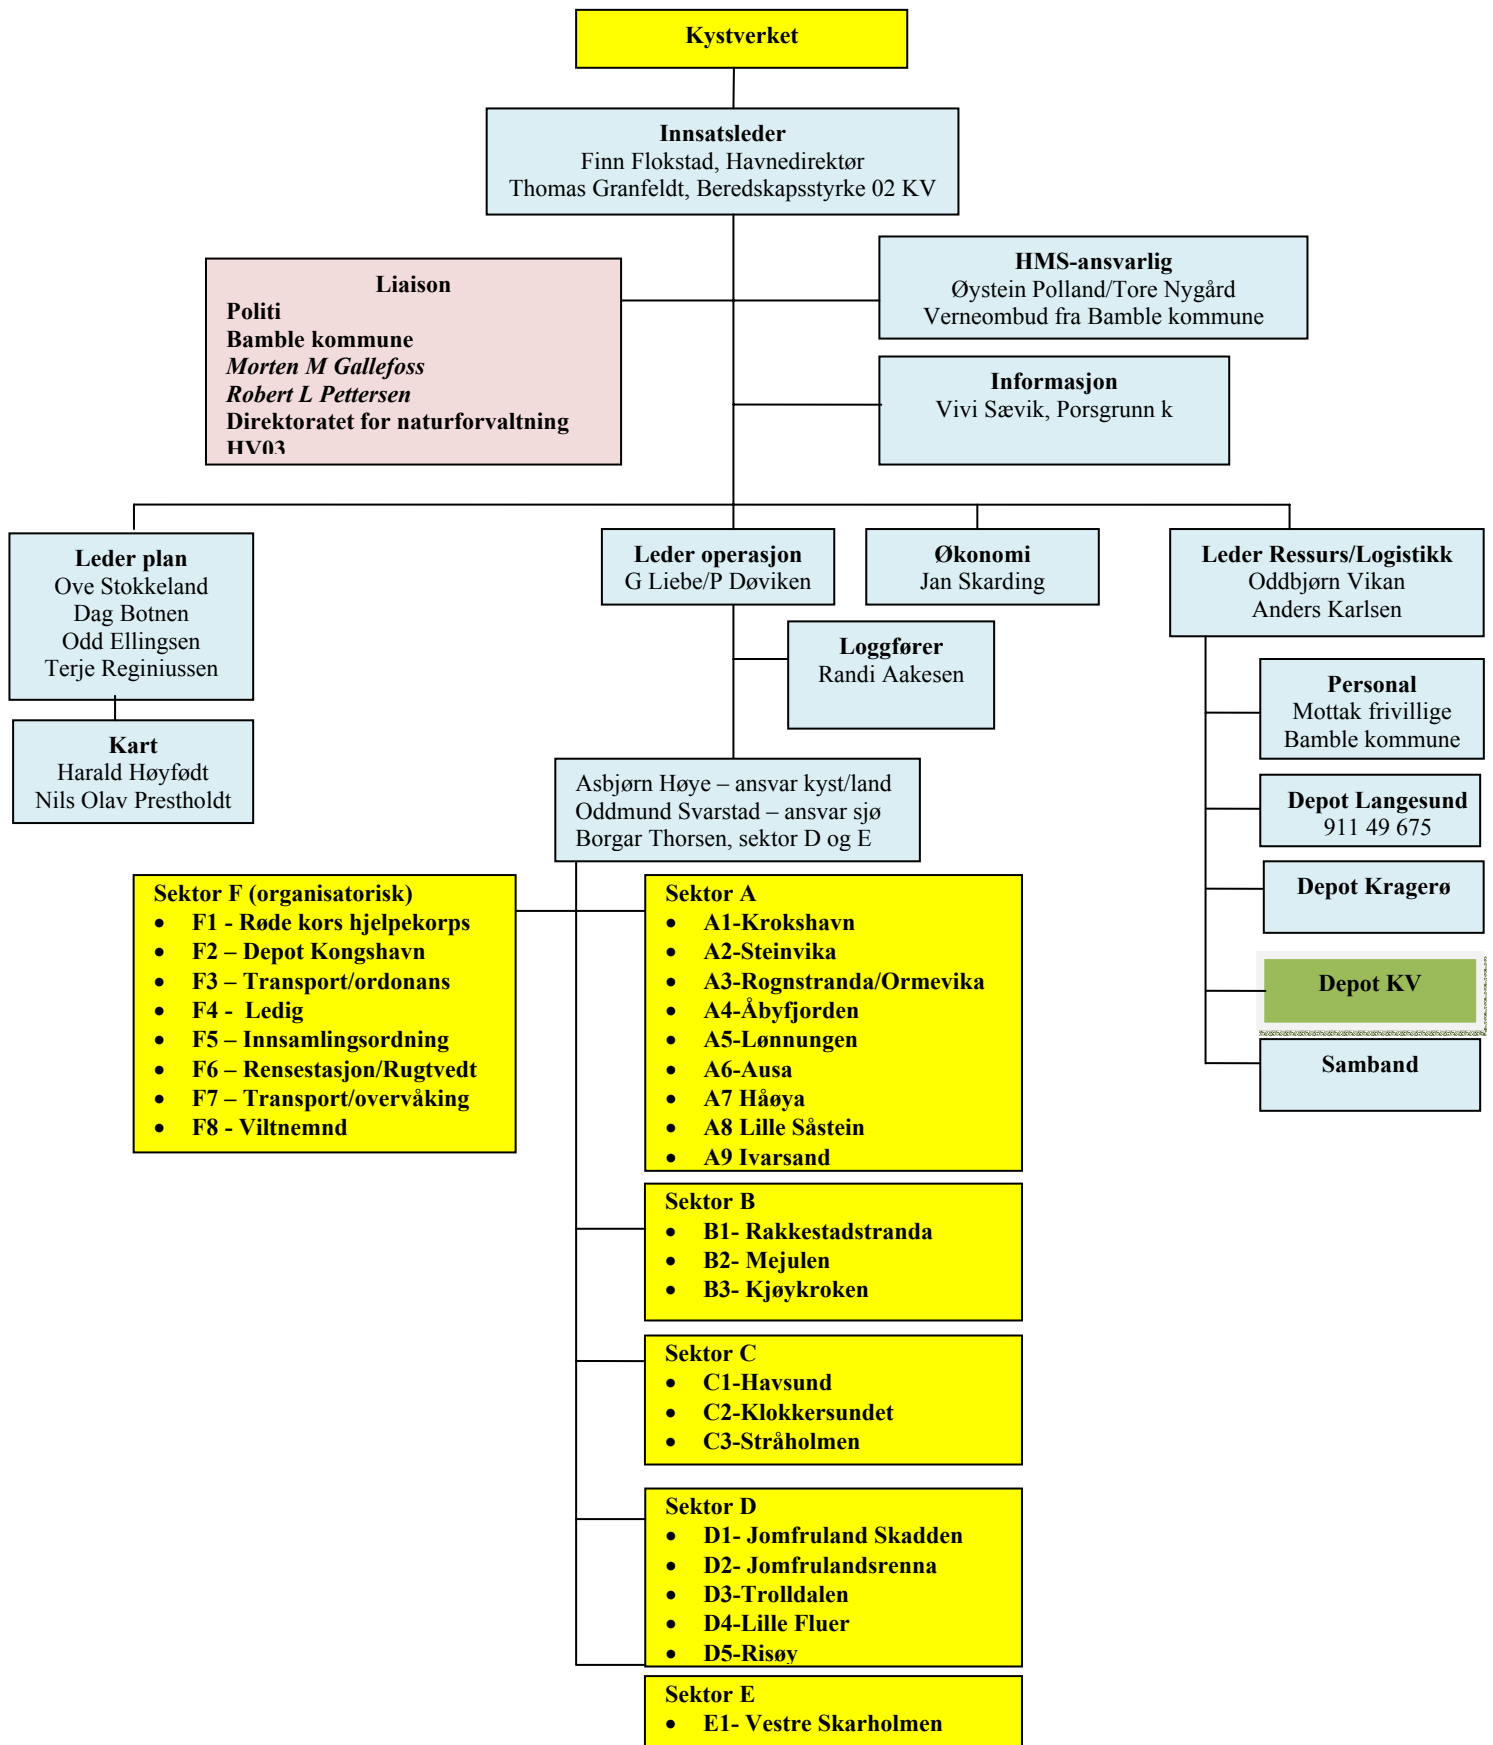 Kystverket
Innsatsleder
Finn Flokstad, Havnedirektør
Thomas Granfeldt, Beredskapsstyrke 02 KV
Liaison
Politi
Bamble kommune
Morten M Gallefoss
Robert L Pettersen
Direktoratet for naturforvaltning
HV03
HMS-ansvarlig
Øystein Polland/Tore Nygård
Verneombud fra Bamble kommune
Informasjon
Vivi Sævik, Porsgrunn k
Leder plan
Ove Stokkeland
Dag Botnen
Odd Ellingsen
Terje Reginiussen
Kart
Harald Høyfødt
Nils Olav Prestholdt
Leder operasjon
G Liebe/P Døviken
Økonomi
Jan Skarding
Leder Ressurs/Logistikk
Oddbjørn Vikan
Anders Karlsen
Loggfører
Randi Aakesen
Personal
Mottak frivillige
Bamble kommune
Depot Langesund
911 49 675
Depot Kragerø
Depot KV
Samband
Asbjørn Høye – ansvar kyst/land
Oddmund Svarstad – ansvar sjø
Borgar Thorsen, sektor D og E
Sektor F (organisatorisk)
• F1 - Røde kors hjelpekorps
• F2 – Depot Kongshavn
• F3 – Transport/ordonans
• F4 - Ledig
• F5 – Innsamlingsordning
• F6 – Rensestasjon/Rugtvedt
• F7 – Transport/overvåking
• F8 - Viltnemnd
Sektor A
• A1-Krokshavn
• A2-Steinvika
• A3-Rognstranda/Ormevika
• A4-Åbyfjorden
• A5-Lønnungen
• A6-Ausa
• A7 Håøya
• A8 Lille Såstein
• A9 Ivarsand
Sektor B
• B1- Rakkestadstranda
• B2- Mejulen
• B3- Kjøykroken
Sektor C
• C1-Havsund
• C2-Klokkersundet
• C3-Stråholmen
Sektor D
• D1- Jomfruland Skadden
• D2- Jomfrulandsrenna
• D3-Trolldalen
• D4-Lille Fluer
• D5-Risøy
Sektor E
• E1- Vestre Skarholmen